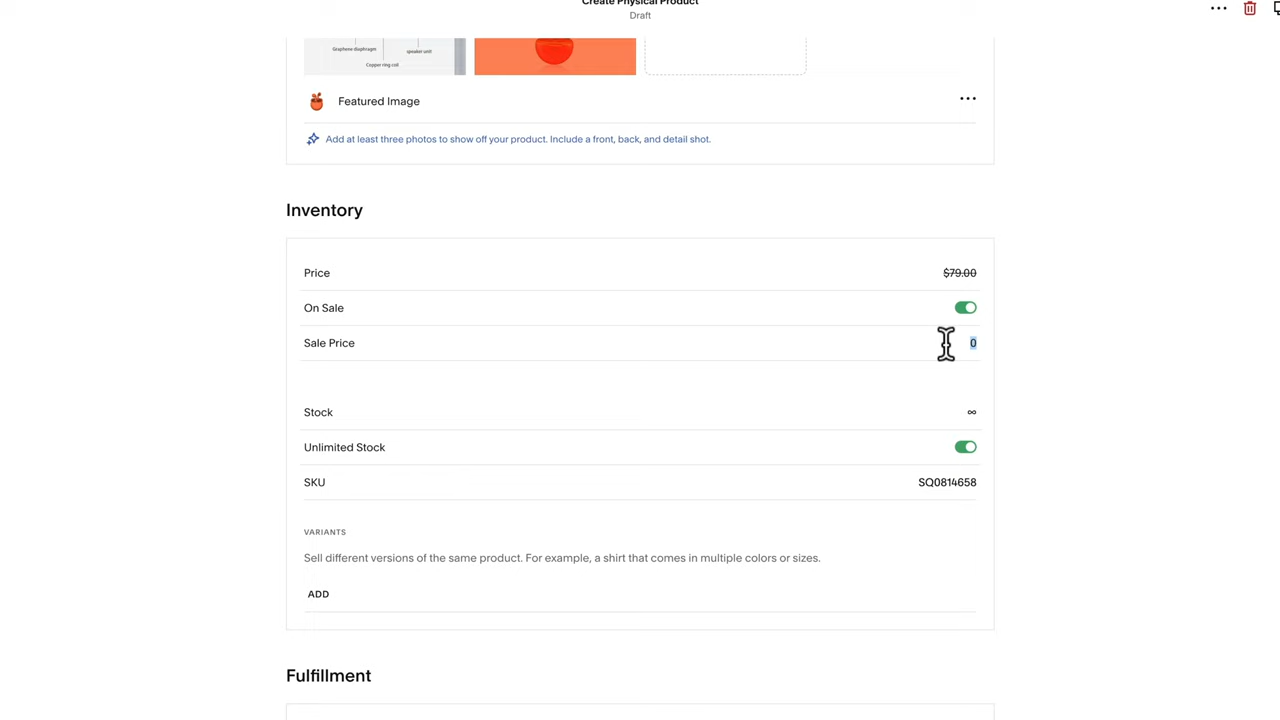 Create Physical Product
Draft
Graphene diaphragm
speaker unit
Copper ring coil
Featured Image
Add at least three photos to show off your product. Include a front, back, and detail shot.
Inventory
Price
$79.00
On Sale
Sale Price
0
Stock
∞
Unlimited Stock
SKU
SQ0814658
VARIANTS
Sell different versions of the same product. For example, a shirt that comes in multiple colors or sizes.
ADD
Fulfillment